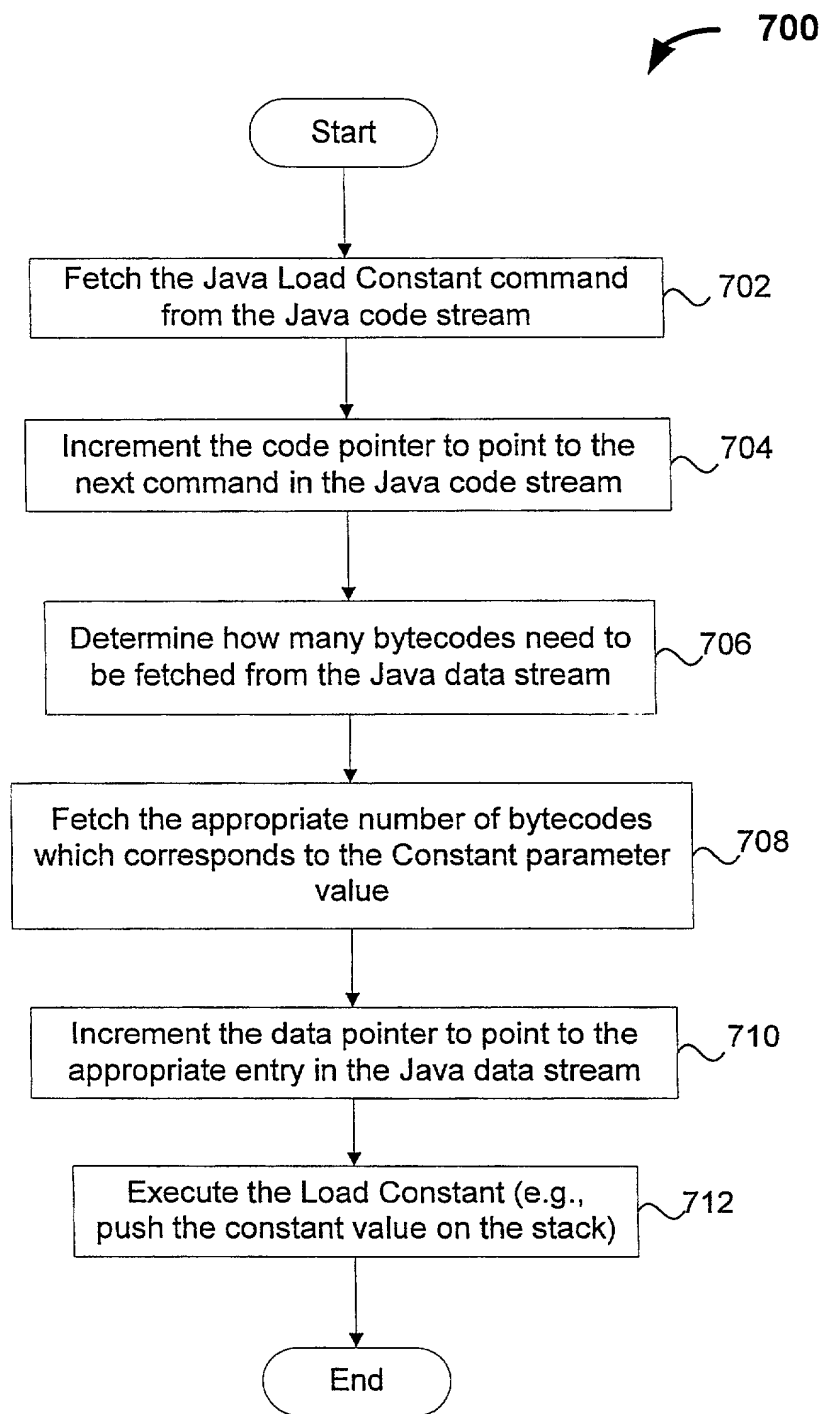 700
Start
Fetch the Java Load Constant command
from the Java code stream
702
Increment the code pointer to point to the
next command in the Java code stream
704
Determine how many bytecodes need to
be fetched from the Java data stream
706
Fetch the appropriate number of bytecodes
which corresponds to the Constant parameter
value
708
Increment the data pointer to point to the
appropriate entry in the Java data stream
710
Execute the Load Constant (e.g.,
push the constant value on the stack)
712
End